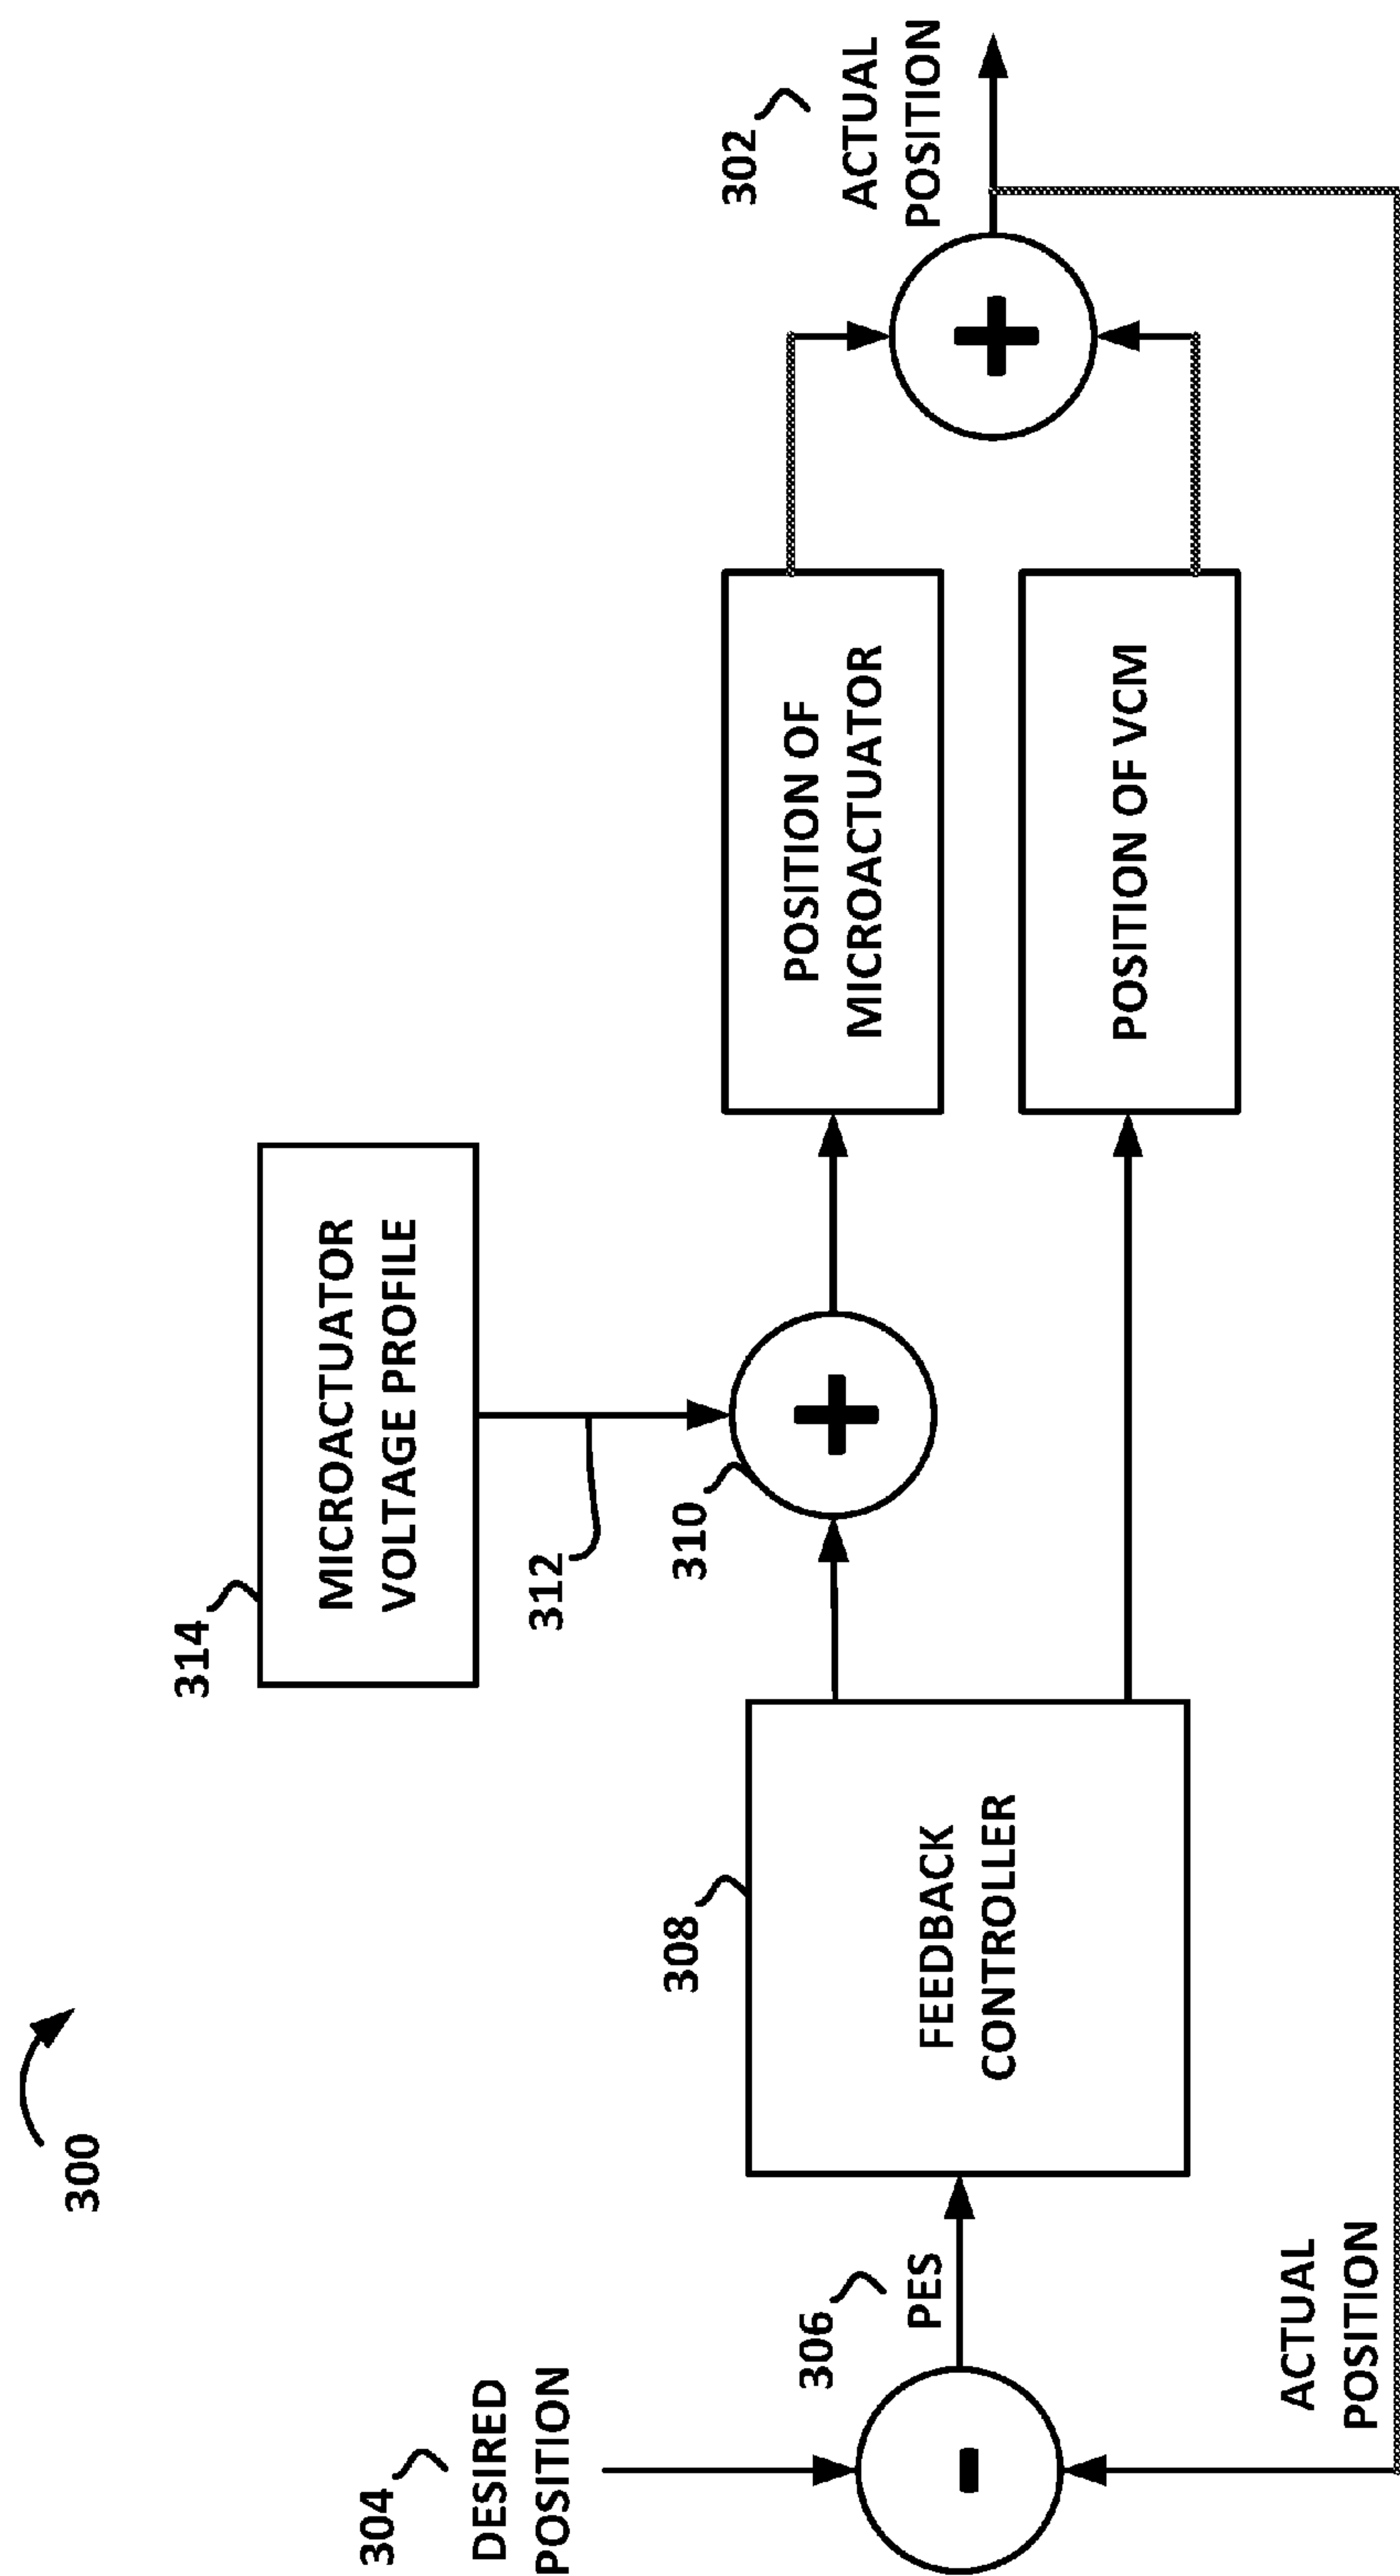 300
304
DESIRED
POSITION
306
PES
ACTUAL
POSITION
308
FEEDBACK
CONTROLLER
314
MICROACTUATOR
VOLTAGE PROFILE
312
310
POSITION OF
MICROACTUATOR
POSITION OF VCM
302
ACTUAL
POSITION